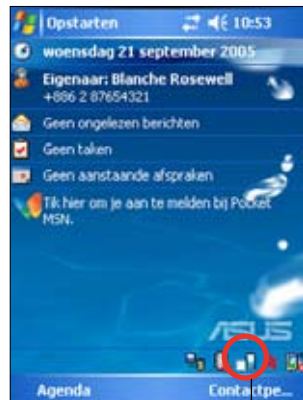 Opstarten 10:53
woensdag 21 september 2005
Eigenaar: Blanche Rosewell
+886 2 87654321
Geen ongelezen berichten
Geen taken
Geen aanstaande afspraken
Tik hier om je aan te melden bij Pocket
MSN.
ASUS
Agenda Contactpe...